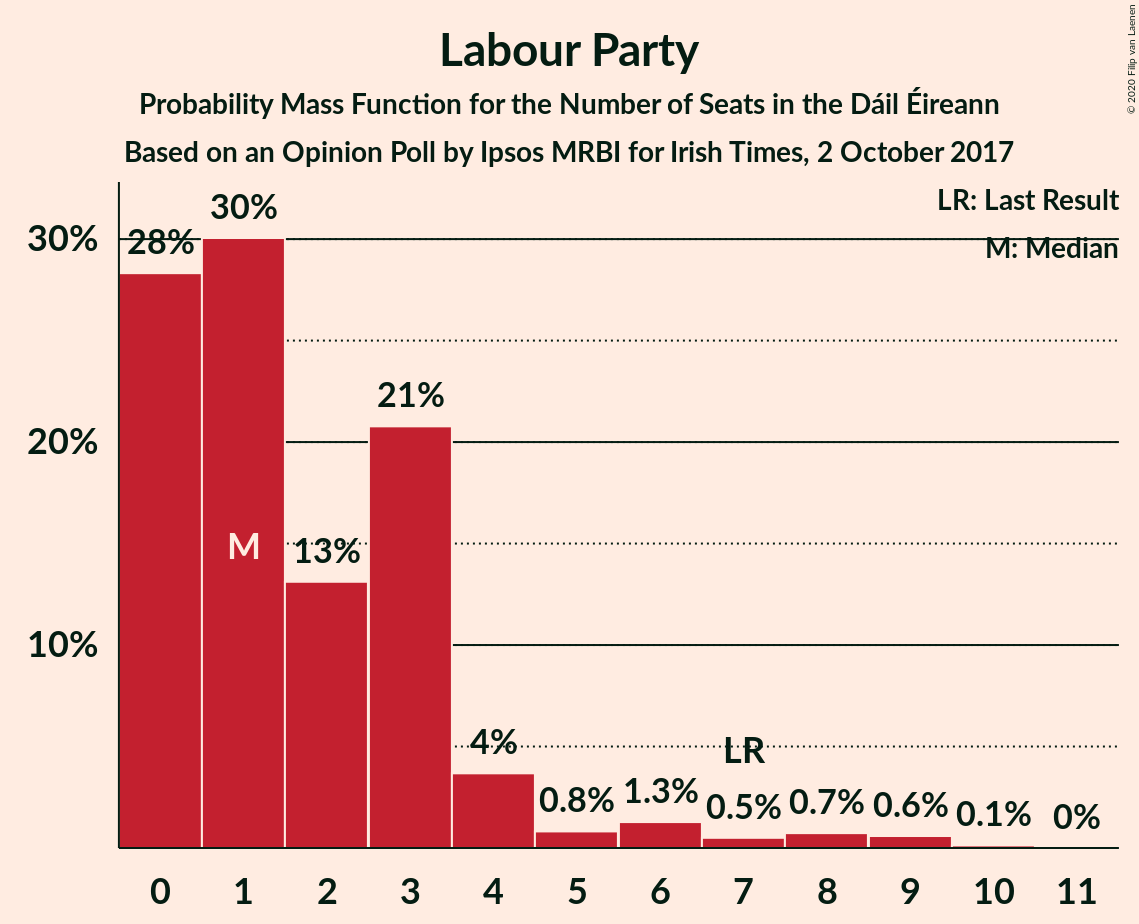 Labour Party
Probability Mass Function for the Number of Seats in the Dáil Éireann
Based on an Opinion Poll by Ipsos MRBI for Irish Times, 2 October 2017
© 2020 Filip van Laenen
LR: Last Result
M: Median
30%
20%
10%
28%
30%
M
13%
21%
4%
0.8%
1.3%
LR
0.5%
0.7%
0.6%
0.1%
0%
0 1 2 3 4 5 6 7 8 9 10 11